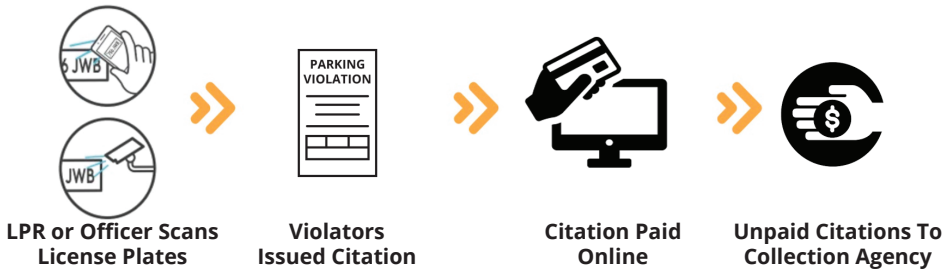 6 JWB
JWB
LPR or Officer Scans
License Plates
PARKING
VIOLATION
Violators
Issued Citation
Citation Paid
Online
$
Unpaid Citations To
Collection Agency